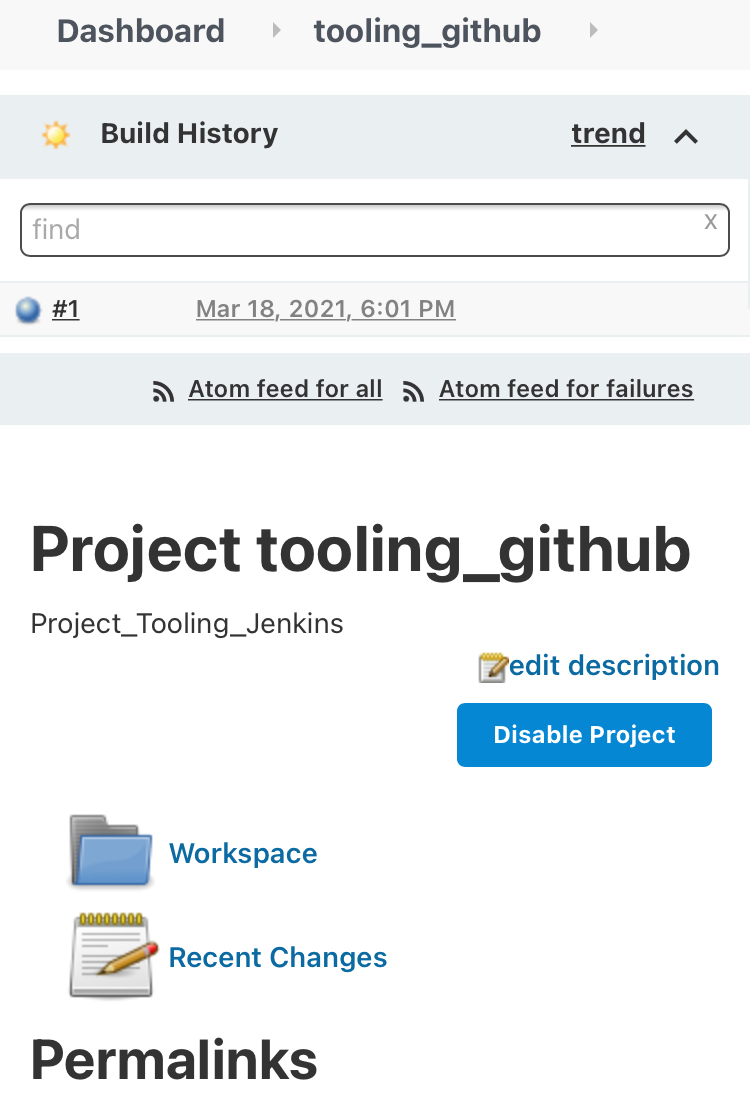 Dashboard tooling_github
Build History trend
find X
#1 Mar 18, 2021, 6:01 PM
Atom feed for all Atom feed for failures
Project tooling_github
Project_Tooling_Jenkins
edit description
Disable Project
Workspace
Recent Changes
Permalinks